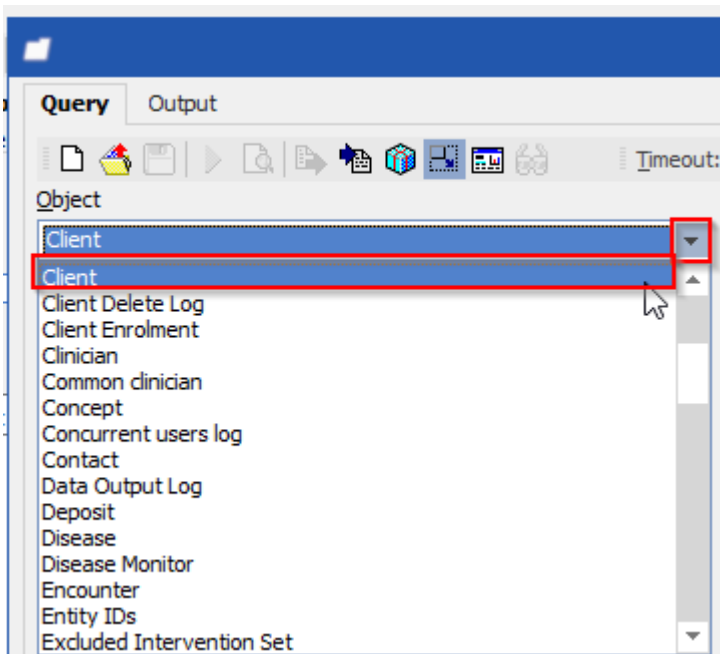 Query Output
Timeout:
Object
Client
Client
Client Delete Log
Client Enrolment
Clinician
Common clinician
Concept
Concurrent users log
Contact
Data Output Log
Deposit
Disease
Disease Monitor
Encounter
Entity IDs
Excluded Intervention Set